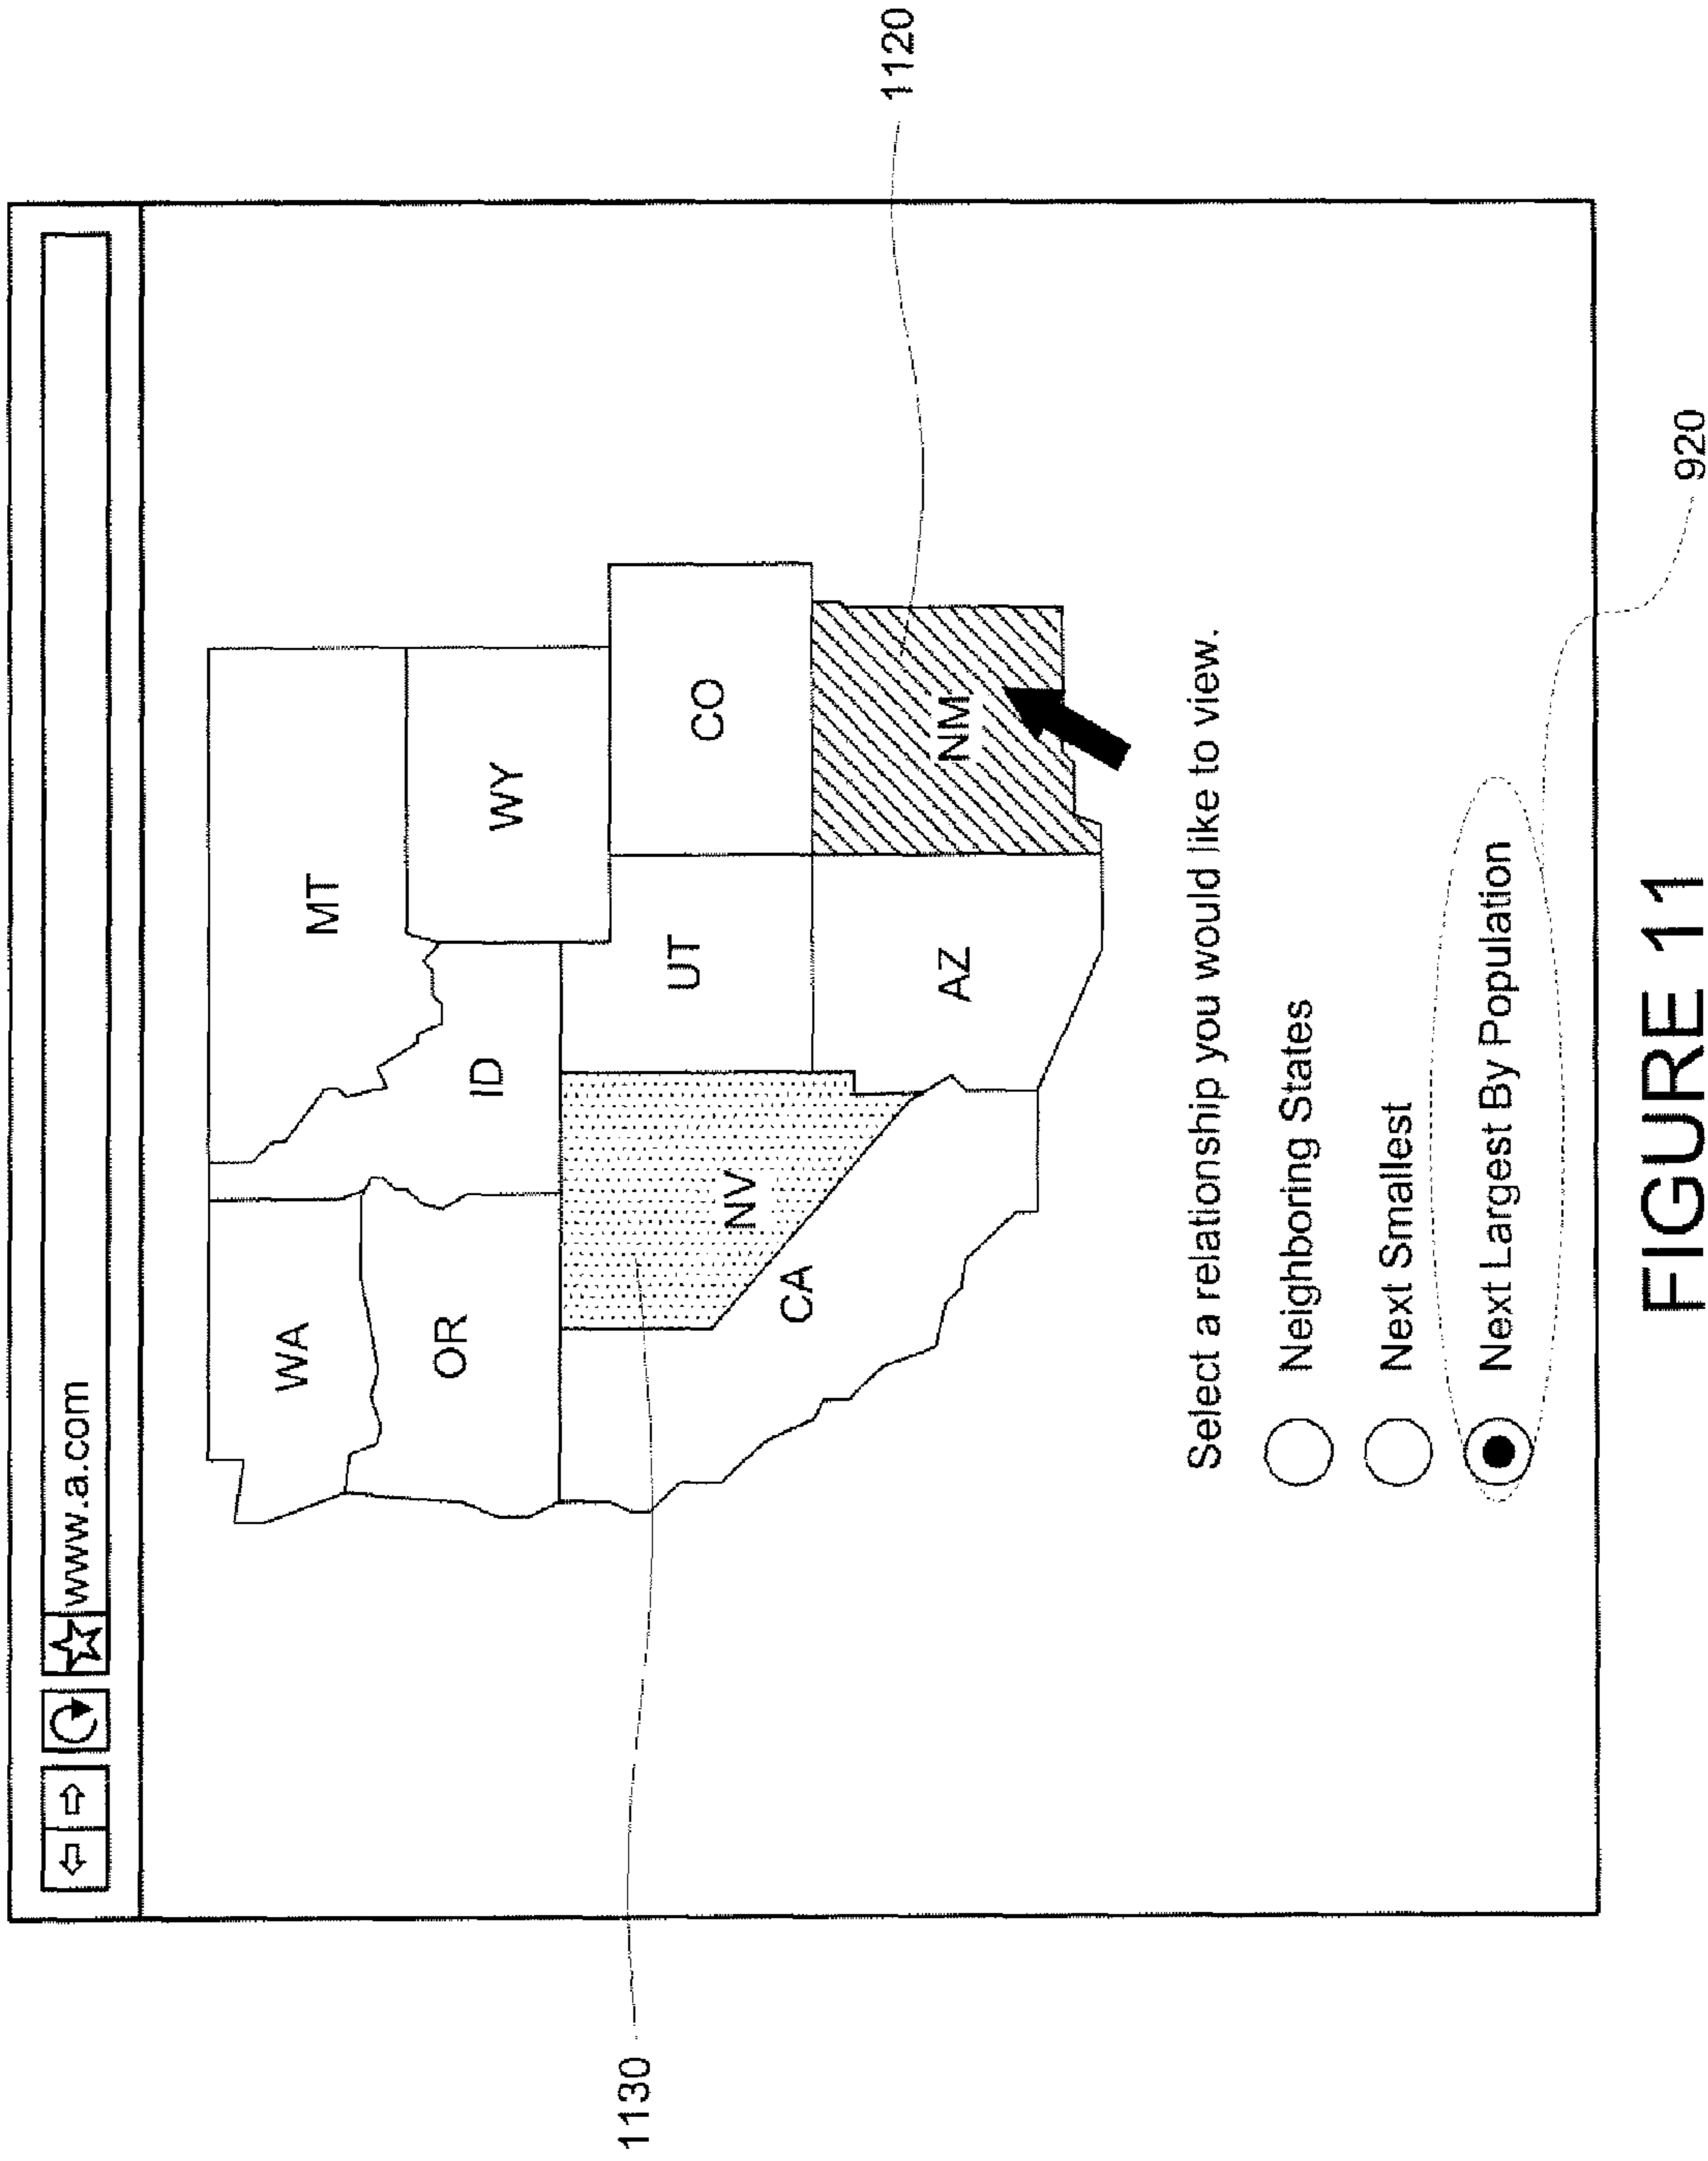 www.a.com
MT
WA
OR
ID
WY
NV
UT
CO
CA
AZ
NM
1130
1120
Select a relationship you would like to view.
Neighboring States
Next Smallest
Next Largest By Population
920
FIGURE 11